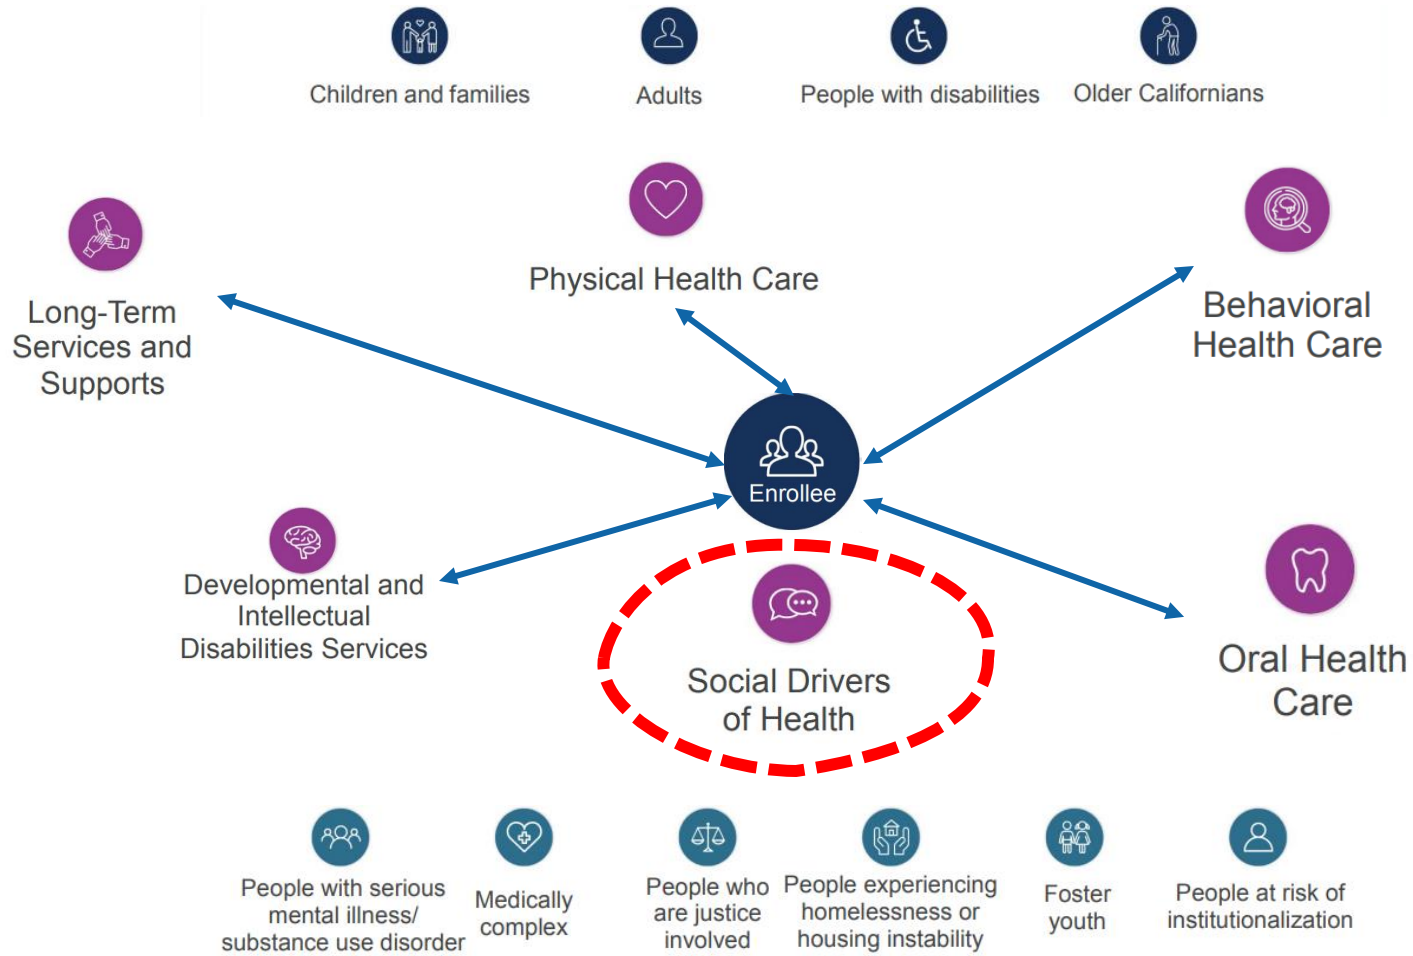 Children and families
Adults
People with disabilities
Older Californians
Physical Health Care
Long-Term
Services and
Supports
Behavioral
Health Care
Enrollee
Developmental and
Intellectual
Disabilities Services
Social Drivers
of Health
Oral Health
Care
People with serious
mental illness/
substance use disorder
Medically
complex
People who
are justice
involved
People experiencing
homelessness or
housing instability
Foster
youth
People at risk of
institutionalization